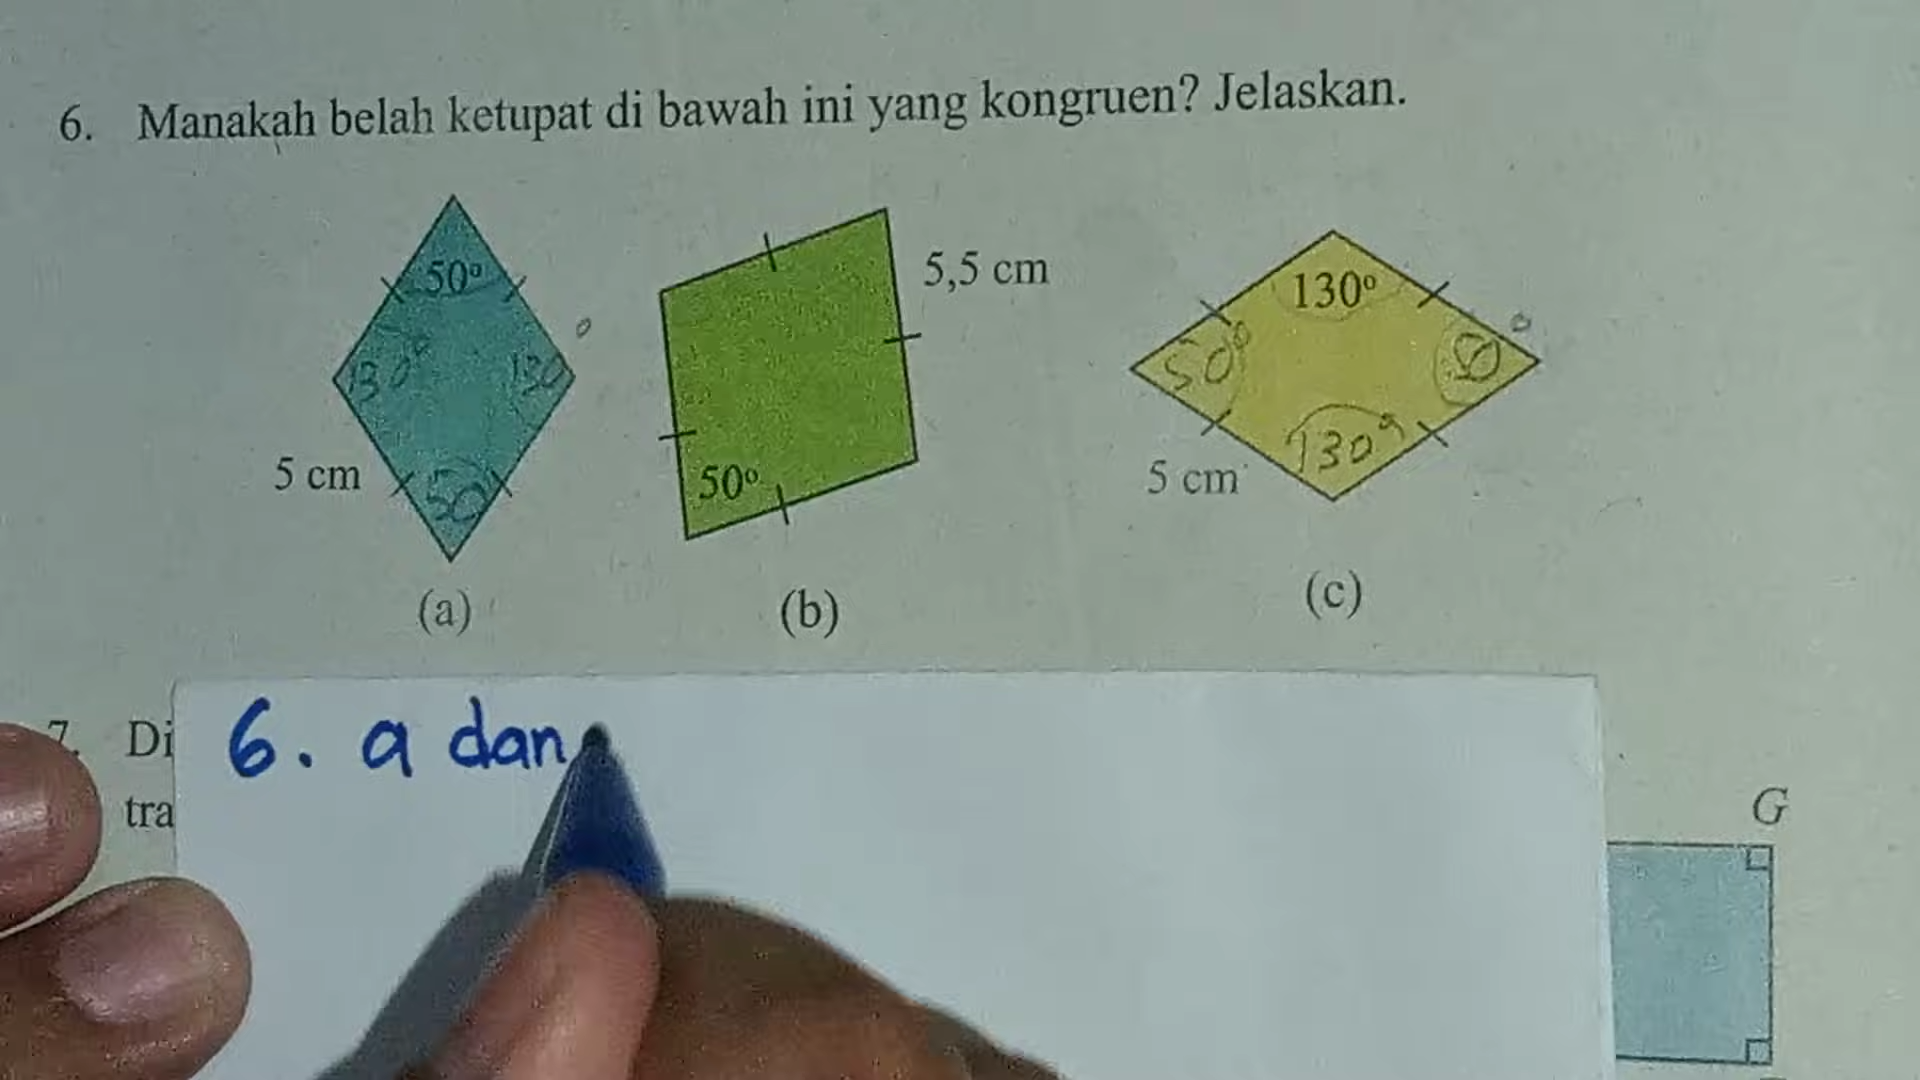 6. Manakah belah ketupat di bawah ini yang kongruen? Jelaskan.
50°
130°
130°
50
5 cm
(a)
5,5 cm
50°
(b)
130°
50°
50°
130°
5 cm
(c)
7. Di
tra
6. a dan
G